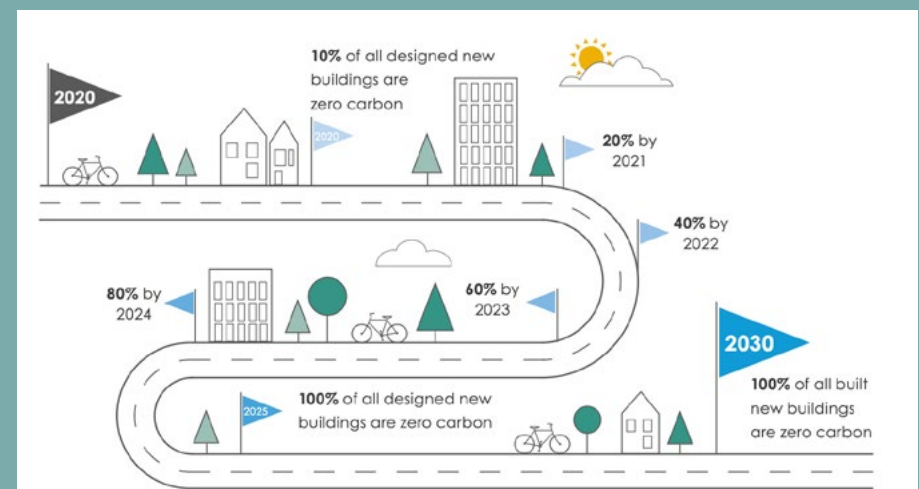 2020
10% of all designed new
buildings are
zero carbon
2020
20% by
2021
40% by
2022
60% by
2023
80% by
2024
2025
100% of all designed new
buildings are zero carbon
2030
100% of all built
new buildings
are zero carbon